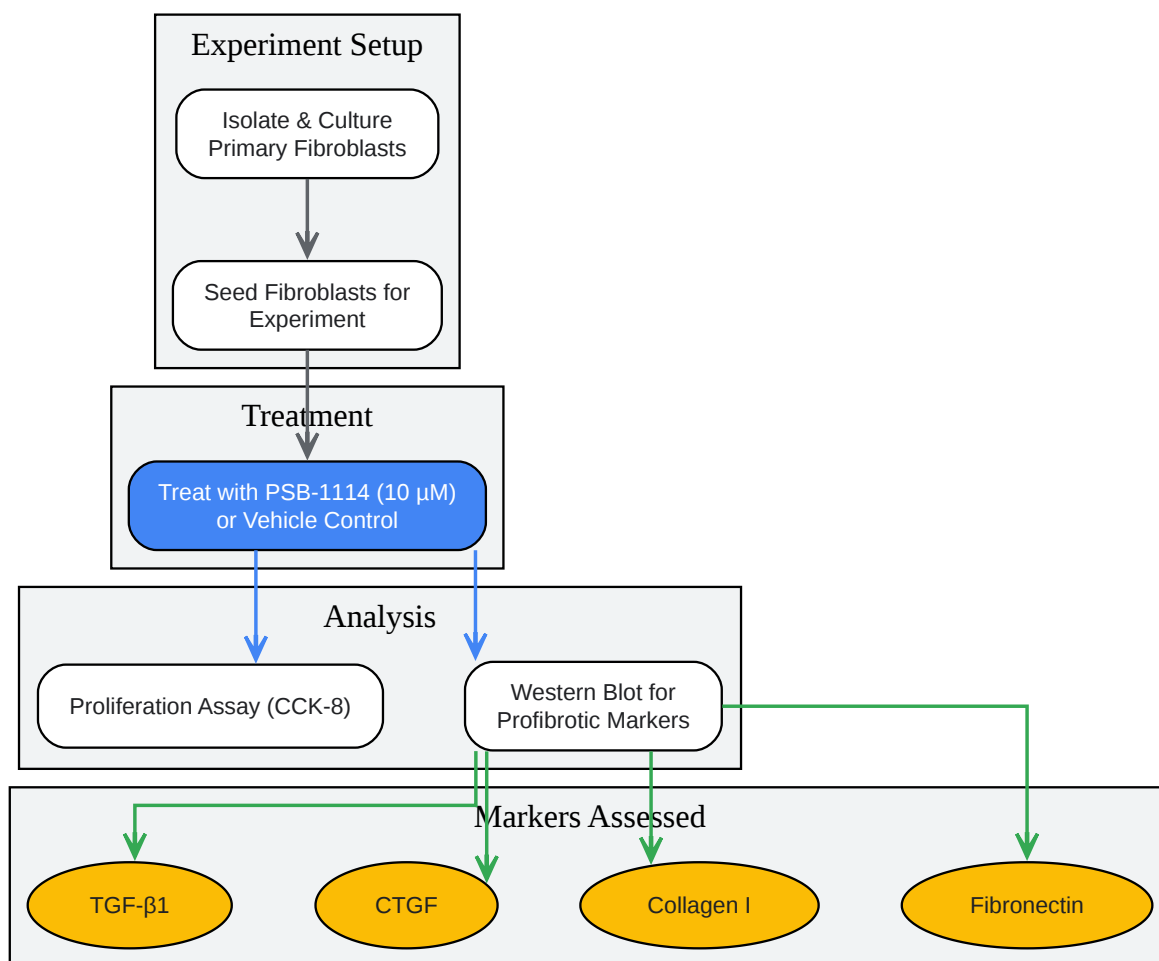 Experiment Setup
Isolate & Culture
Primary Fibroblasts
Seed Fibroblasts for
Experiment
Treatment
Treat with PSB-1114 (10 µM)
or Vehicle Control
Analysis
Proliferation Assay (CCK-8)
Western Blot for
Profibrotic Markers
Markers Assessed
TGF-β1
CTGF
Collagen I
Fibronectin